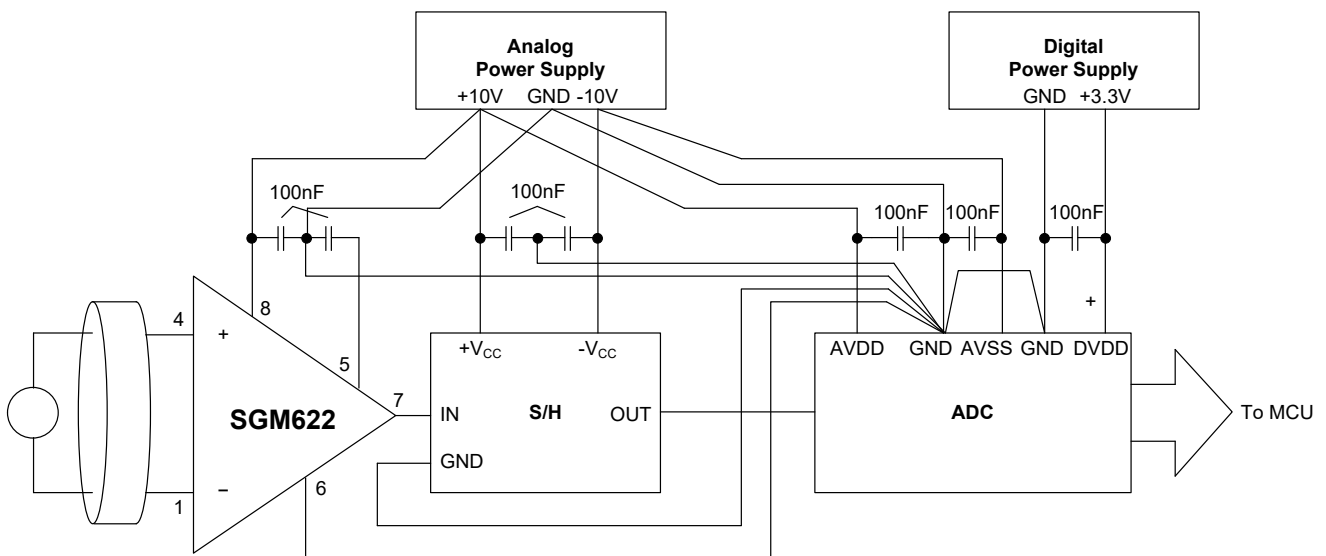 Analog
Power Supply
+10V GND -10V
Digital
Power Supply
GND +3.3V
100nF
100nF
100nF
100nF
100nF
4
8
+
5
7
SGM622
−
1
6
+VCC -VCC
IN
S/H
OUT
GND
+
AVDD GND AVSS GND DVDD
ADC
To MCU